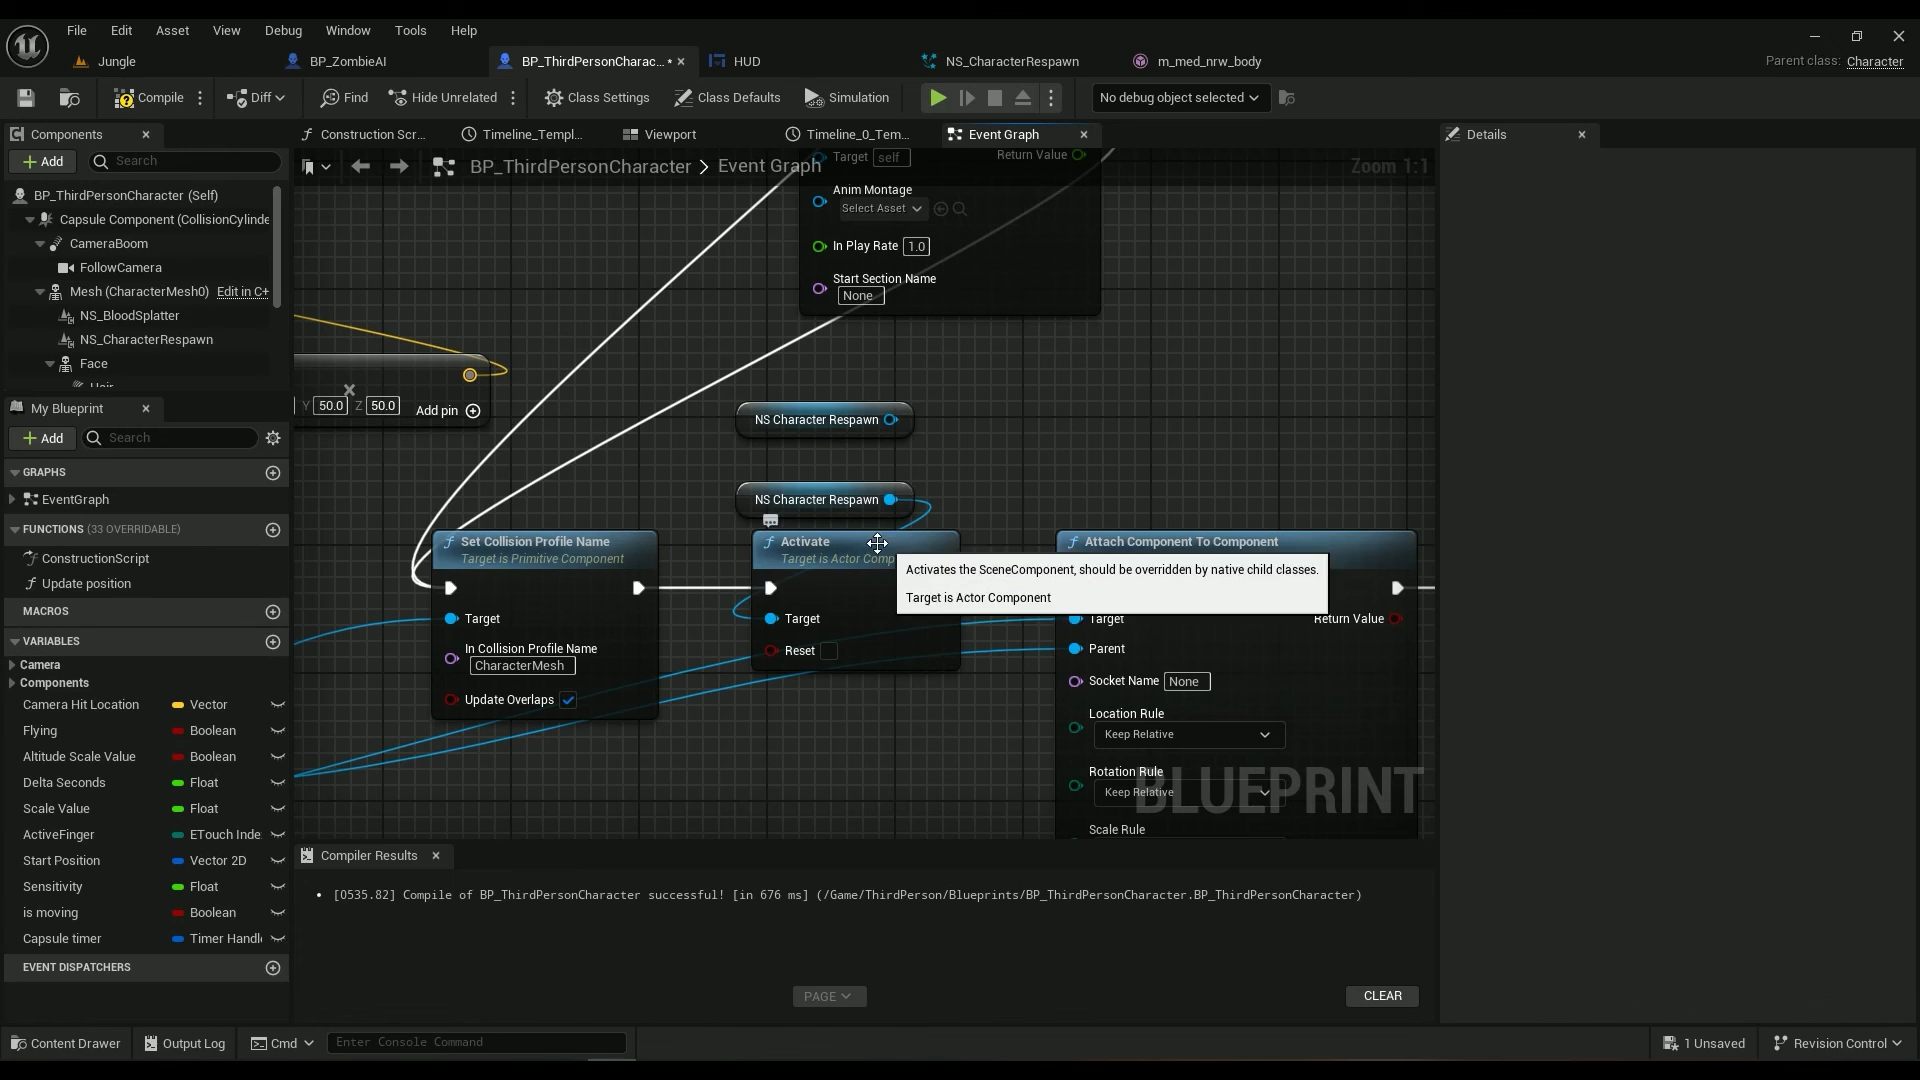 File Edit Asset View Debug Window Tools Help
Jungle
BP_ZombieAI
BP_ThirdPersonCharac... •
HUD
NS_CharacterRespawn
m_med_nrw_body
Parent class: Character
Compile
Diff
Find
Hide Unrelated
Class Settings
Class Defaults
Simulation
No debug object selected
Components
Construction Scr...
Timeline_Templ...
Viewport
Timeline_0_Tem...
Event Graph
Details
Add
Search
BP_ThirdPersonCharacter > Event Graph
Zoom 1:1
BP_ThirdPersonCharacter (Self)
Capsule Component (CollisionCylinde
CameraBoom
FollowCamera
Mesh (CharacterMesh0) Edit in C+
NS_BloodSplatter
NS_CharacterRespawn
Face
Hair
My Blueprint
Add
Search
GRAPHS
EventGraph
FUNCTIONS (33 OVERRIDABLE)
ConstructionScript
Update position
MACROS
VARIABLES
Camera
Components
Camera Hit Location Vector
Flying Boolean
Altitude Scale Value Boolean
Delta Seconds Float
Scale Value Float
ActiveFinger ETouch Inde
Start Position Vector 2D
Sensitivity Float
is moving Boolean
Capsule timer Timer Handl
EVENT DISPATCHERS
Target self
Return Value
Anim Montage
Select Asset
In Play Rate 1.0
Start Section Name
None
Y 50.0 Z 50.0 Add pin
NS Character Respawn
NS Character Respawn
Set Collision Profile Name
Target is Primitive Component
Target
In Collision Profile Name
CharacterMesh
Update Overlaps
Activate
Target is Actor Comp
Target
Reset
Activates the SceneComponent, should be overridden by native child classes.
Target is Actor Component
Attach Component To Component
Target
Return Value
Parent
Socket Name None
Location Rule
Keep Relative
Rotation Rule
Keep Relative
Scale Rule
BLUEPRINT
Compiler Results
[0535.82] Compile of BP_ThirdPersonCharacter successful! [in 676 ms] (/Game/ThirdPerson/Blueprints/BP_ThirdPersonCharacter.BP_ThirdPersonCharacter)
PAGE
CLEAR
Content Drawer
Output Log
Cmd
Enter Console Command
1 Unsaved
Revision Control